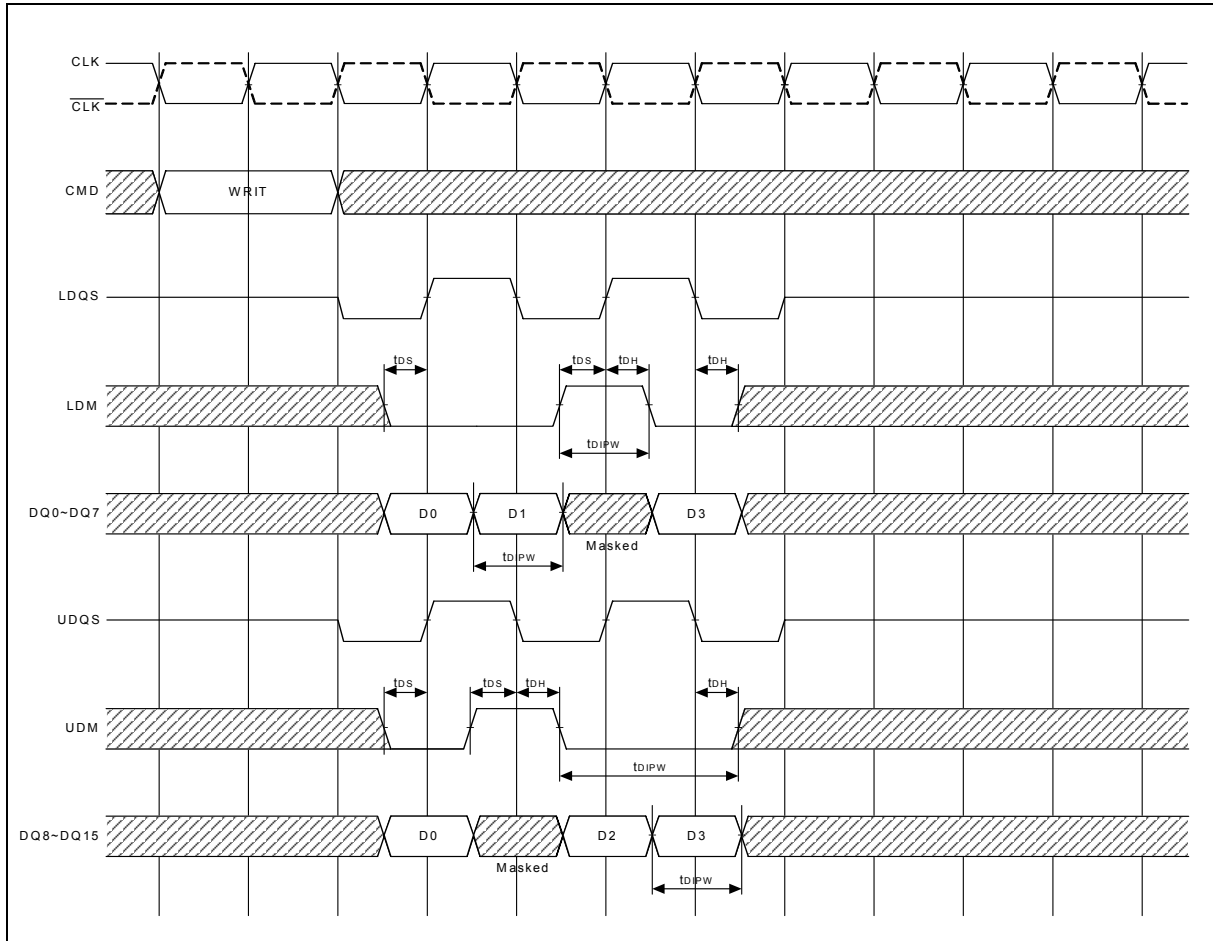 CLK
CLK
CMD
WRIT
LDQS
tDS
tDS
tDH
tDH
LDM
tDIPW
DQ0~DQ7
D0
D1
D3
Masked
tDIPW
UDQS
tDS
tDS
tDH
tDH
UDM
tDIPW
DQ8~DQ15
D0
D2
D3
Masked
tDIPW